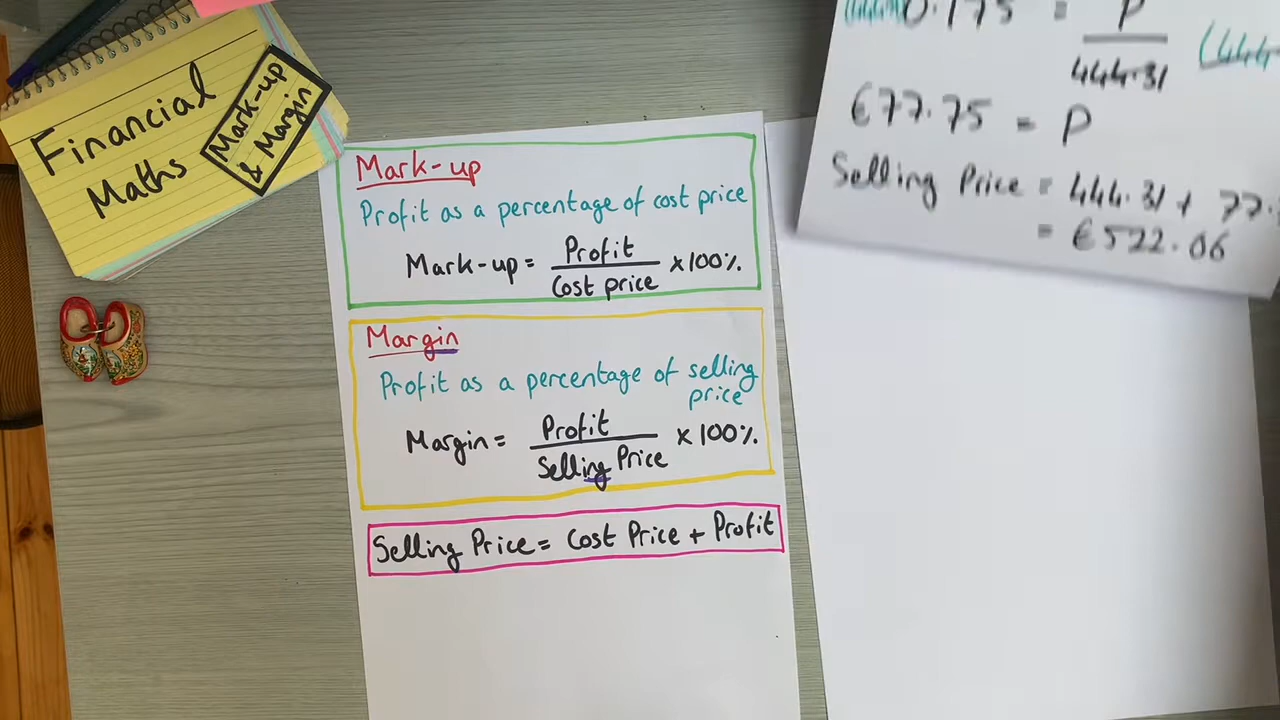 Financial
Maths
Mark-up
& Margin
Mark-up
Profit as a percentage of cost price
Mark-up = Profit / Cost price × 100%
Margin
Profit as a percentage of selling
price
Margin = Profit / Selling Price × 100%
Selling Price = Cost Price + Profit
0.175 = P / 444.31
€77.75 = P
Selling Price = 444.31 + 77.
= €522.06